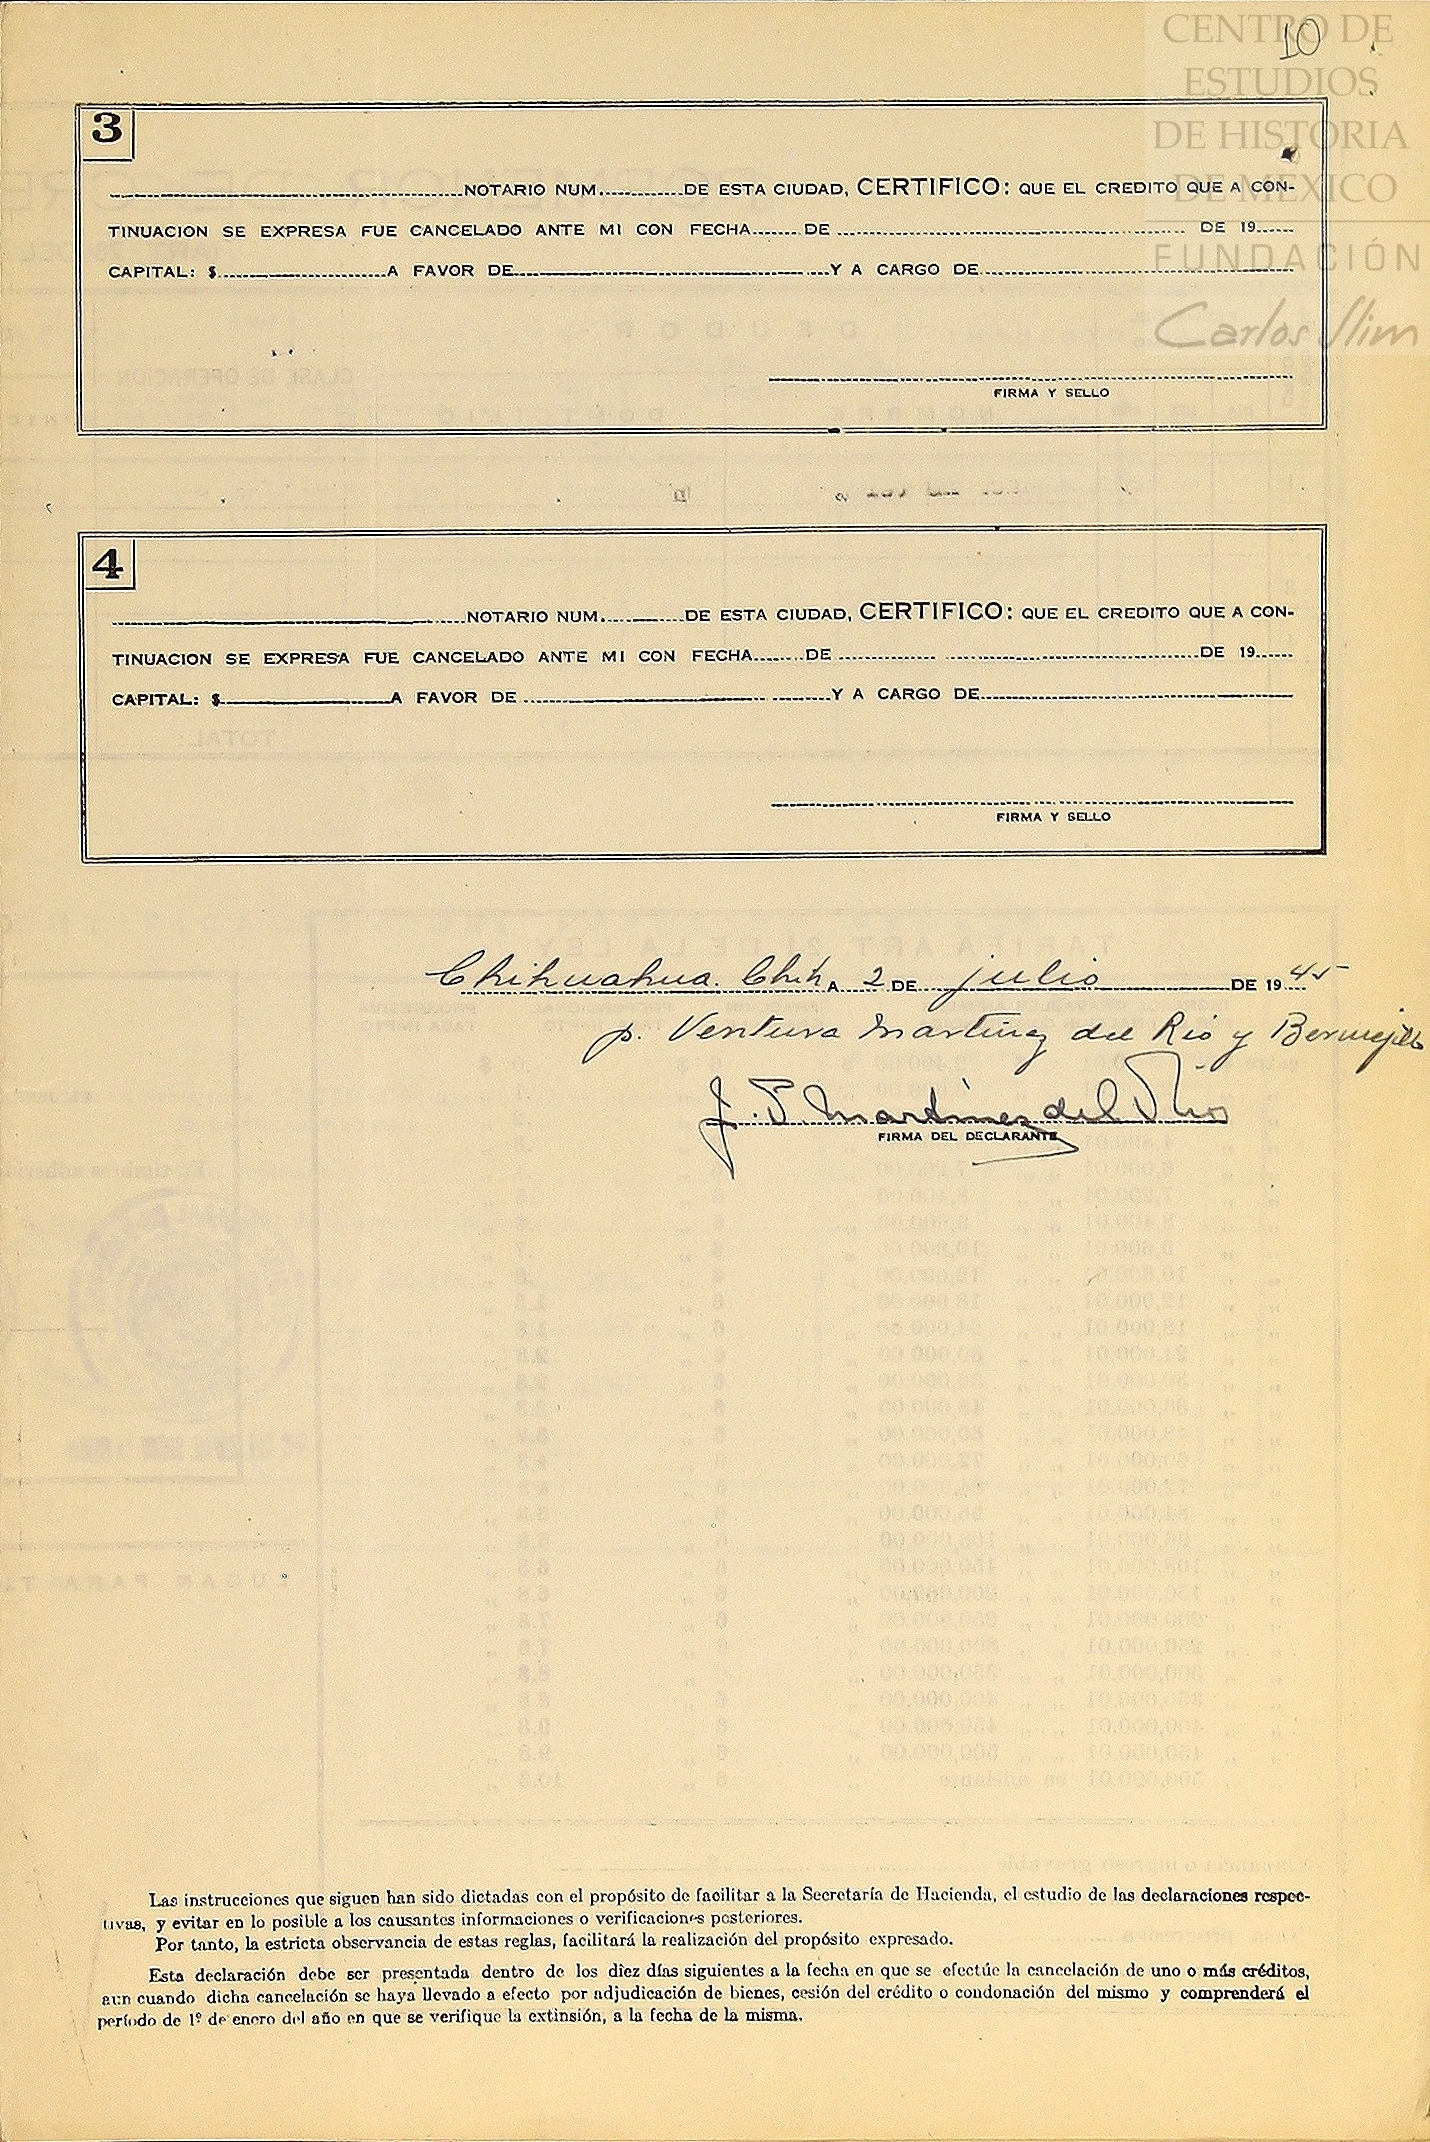 10
CENTRO DE
ESTUDIOS
DE HISTORIA
DE MÉXICO
FUNDACIÓN
Carlos Slim
3
NOTARIO NUM. DE ESTA CIUDAD, CERTIFICO: QUE EL CREDITO QUE A CON-
TINUACION SE EXPRESA FUE CANCELADO ANTE MI CON FECHA DE DE 19
CAPITAL: $ A FAVOR DE Y A CARGO DE
FIRMA Y SELLO
4
NOTARIO NUM. DE ESTA CIUDAD, CERTIFICO: QUE EL CREDITO QUE A CON-
TINUACION SE EXPRESA FUE CANCELADO ANTE MI CON FECHA DE DE 19
CAPITAL: $ A FAVOR DE Y A CARGO DE
FIRMA Y SELLO
Chihuahua. Chih A 2 DE julio DE 1945
p. Ventura Martínez del Rio y Bermejillo
J. E. Martínez del Rio
FIRMA DEL DECLARANTE
Las instrucciones que siguen han sido dictadas con el propósito de facilitar a la Secretaría de Hacienda, el estudio de las declaraciones respec-
tivas, y evitar en lo posible a los causantes informaciones o verificaciones posteriores.
Por tanto, la estricta observancia de estas reglas, facilitará la realización del propósito expresado.
Esta declaración debe ser presentada dentro de los diez días siguientes a la fecha en que se efectúe la cancelación de uno o más créditos,
aun cuando dicha cancelación se haya llevado a efecto por adjudicación de bienes, cesión del crédito o condonación del mismo y comprenderá el
período de 1º de enero del año en que se verifique la extinsión, a la fecha de la misma.